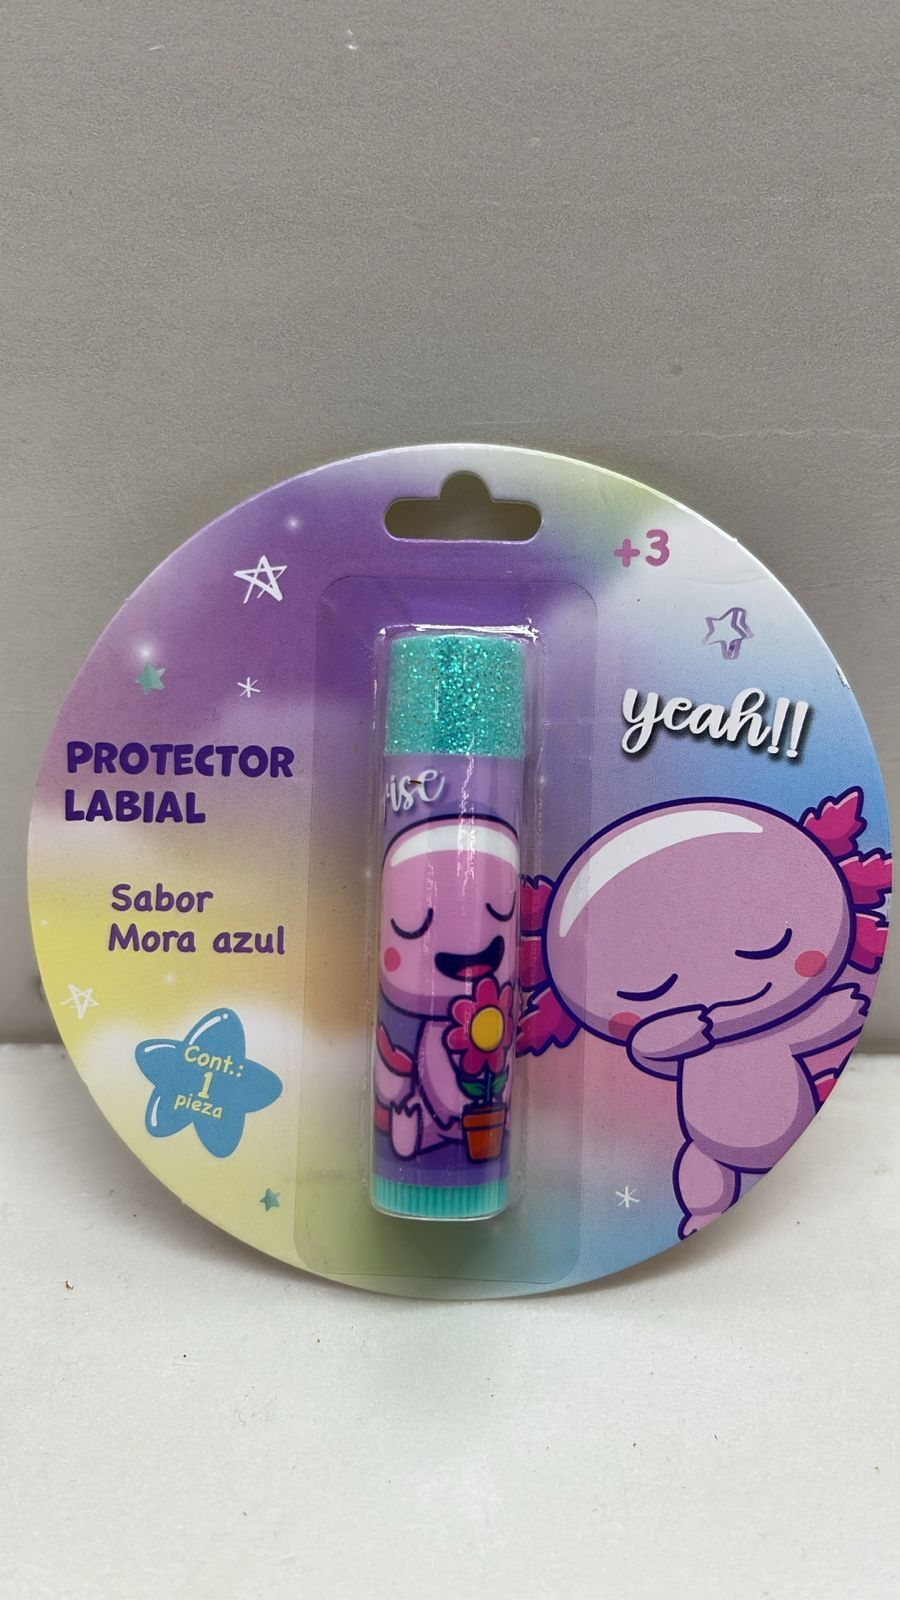 +3
yeah!!
PROTECTOR
LABIAL
Sabor
Mora azul
Cont.:
1
pieza